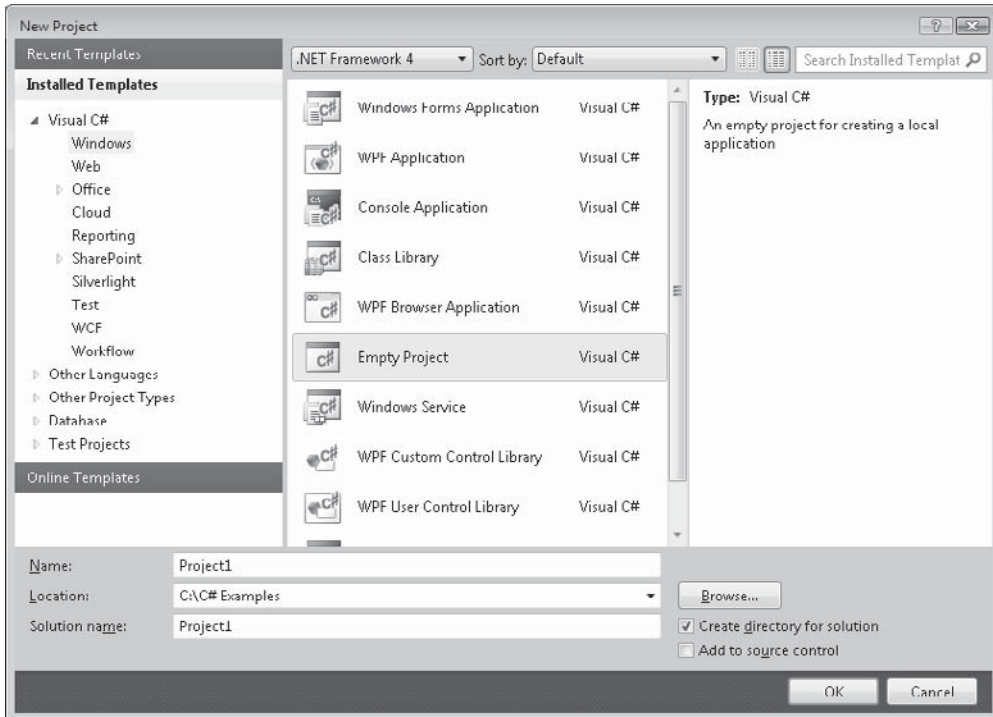 New Project
Recent Templates
.NET Framework 4
Sort by: Default
Search Installed Templat
Installed Templates
Visual C#
Windows
Web
Office
Cloud
Reporting
SharePoint
Silverlight
Test
WCF
Workflow
Other Languages
Other Project Types
Database
Test Projects
Online Templates
Windows Forms Application Visual C#
WPF Application Visual C#
Console Application Visual C#
Class Library Visual C#
WPF Browser Application Visual C#
Empty Project Visual C#
Windows Service Visual C#
WPF Custom Control Library Visual C#
WPF User Control Library Visual C#
Type: Visual C#
An empty project for creating a local
application
Name: Project1
Location: C:\C# Examples
Browse...
Solution name: Project1
Create directory for solution
Add to source control
OK Cancel